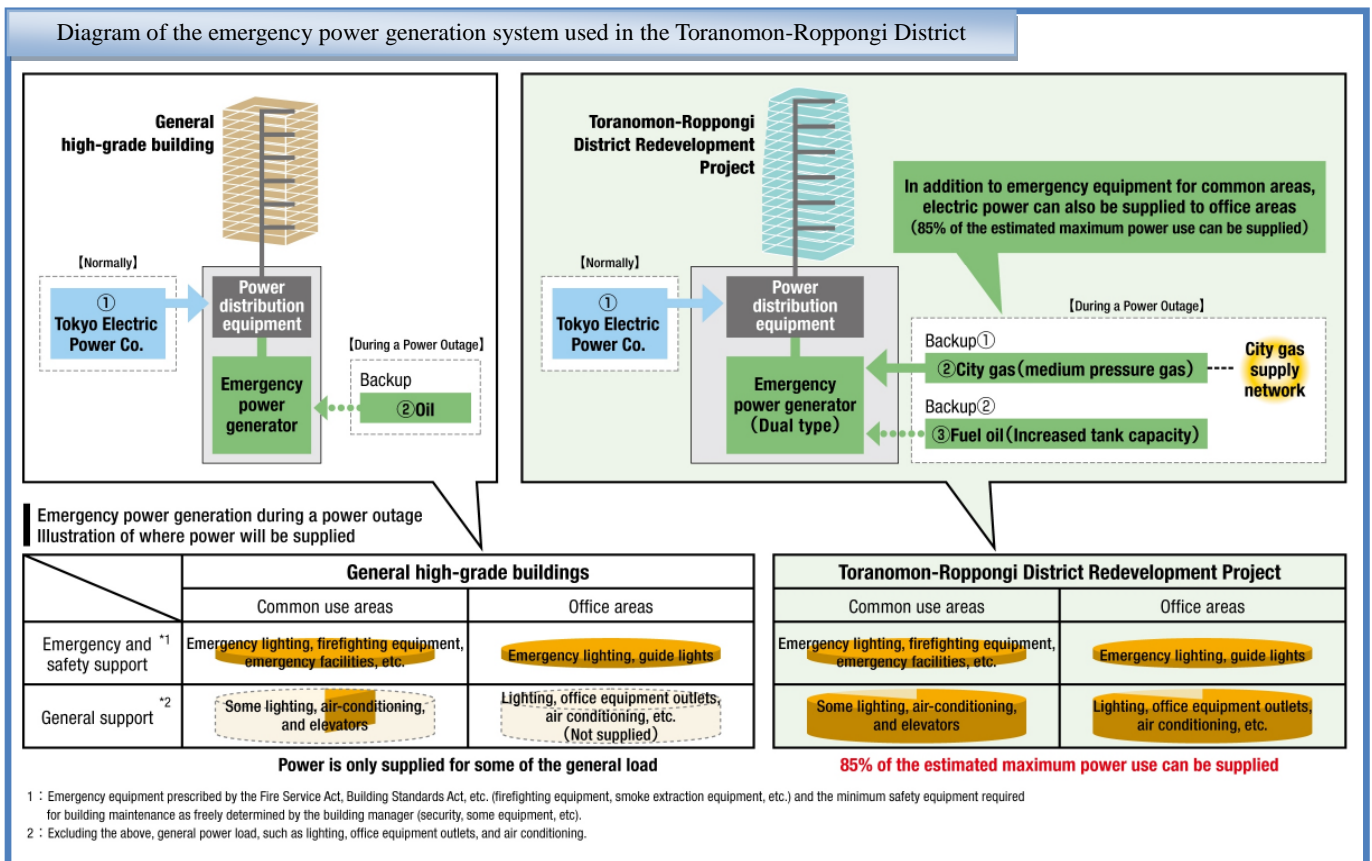 Diagram of the emergency power generation system used in the Toranomon-Roppongi District
General
high-grade building
【Normally】
①
Tokyo Electric
Power Co.
Power
distribution
equipment
Emergency
power
generator
【During a Power Outage】
Backup
②Oil
Toranomon-Roppongi
District Redevelopment
Project
【Normally】
①
Tokyo Electric
Power Co.
Power
distribution
equipment
Emergency
power generator
(Dual type)
In addition to emergency equipment for common areas,
electric power can also be supplied to office areas
(85% of the estimated maximum power use can be supplied)
【During a Power Outage】
Backup①
②City gas (medium pressure gas)
City gas
supply
network
Backup②
③Fuel oil (Increased tank capacity)
Emergency power generation during a power outage
Illustration of where power will be supplied
General high-grade buildings
Common use areas
Office areas
Emergency and *1
safety support
Emergency lighting, firefighting equipment,
emergency facilities, etc.
Emergency lighting, guide lights
General support *2
Some lighting, air-conditioning,
and elevators
Lighting, office equipment outlets,
air conditioning, etc.
(Not supplied)
Power is only supplied for some of the general load
Toranomon-Roppongi District Redevelopment Project
Common use areas
Office areas
Emergency lighting, firefighting equipment,
emergency facilities, etc.
Emergency lighting, guide lights
Some lighting, air-conditioning,
and elevators
Lighting, office equipment outlets,
air conditioning, etc.
85% of the estimated maximum power use can be supplied
1 : Emergency equipment prescribed by the Fire Service Act, Building Standards Act, etc. (firefighting equipment, smoke extraction equipment, etc.) and the minimum safety equipment required
for building maintenance as freely determined by the building manager (security, some equipment, etc).
2 : Excluding the above, general power load, such as lighting, office equipment outlets, and air conditioning.